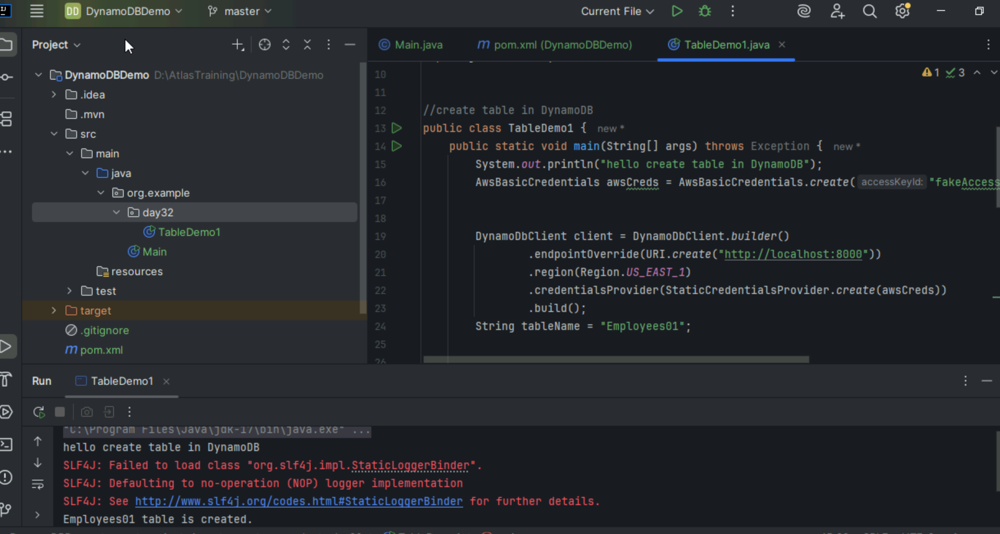 DD DynamoDBDemo master Current File
Project
Main.java
pom.xml (DynamoDBDemo)
TableDemo1.java
DynamoDBDemo D:\AtlasTraining\DynamoDBDemo
.idea
.mvn
src
main
java
org.example
day32
TableDemo1
Main
resources
test
target
.gitignore
m pom.xml
1 3
10
11
12 //create table in DynamoDB
13 public class TableDemo1 { new *
14 public static void main(String[] args) throws Exception { new *
15 System.out.println("hello create table in DynamoDB");
16 AwsBasicCredentials awsCreds = AwsBasicCredentials.create( accessKeyId: "fakeAccess
17
18
19 DynamoDbClient client = DynamoDbClient.builder()
20 .endpointOverride(URI.create("http://localhost:8000"))
21 .region(Region.US_EAST_1)
22 .credentialsProvider(StaticCredentialsProvider.create(awsCreds))
23 .build();
24 String tableName = "Employees01";
25
26
Run TableDemo1
"C:\Program Files\Java\jdk-17\bin\java.exe" ...
hello create table in DynamoDB
SLF4J: Failed to load class "org.slf4j.impl.StaticLoggerBinder".
SLF4J: Defaulting to no-operation (NOP) logger implementation
SLF4J: See http://www.slf4j.org/codes.html#StaticLoggerBinder for further details.
Employees01 table is created.